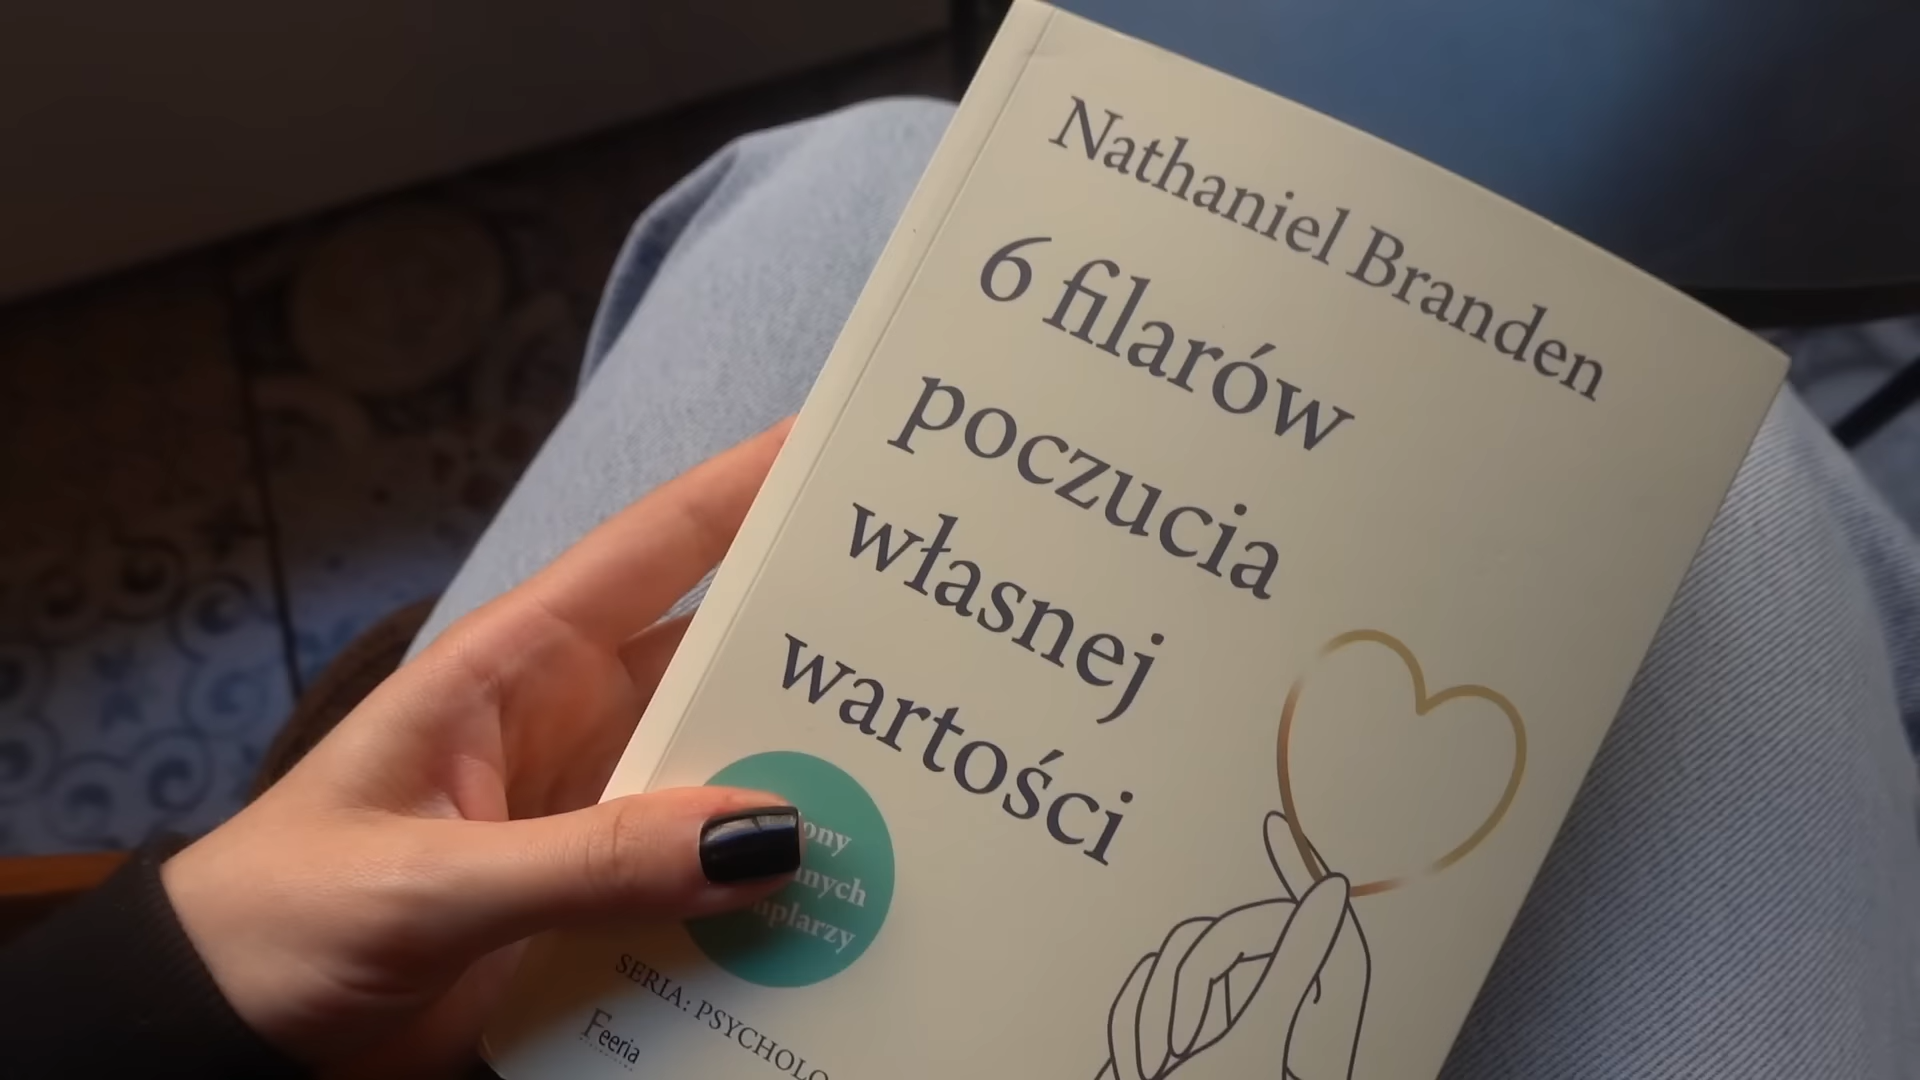 Nathaniel Branden
6 filarów
poczucia
własnej
wartości
SERIA: PSYCHOLO
Feeria